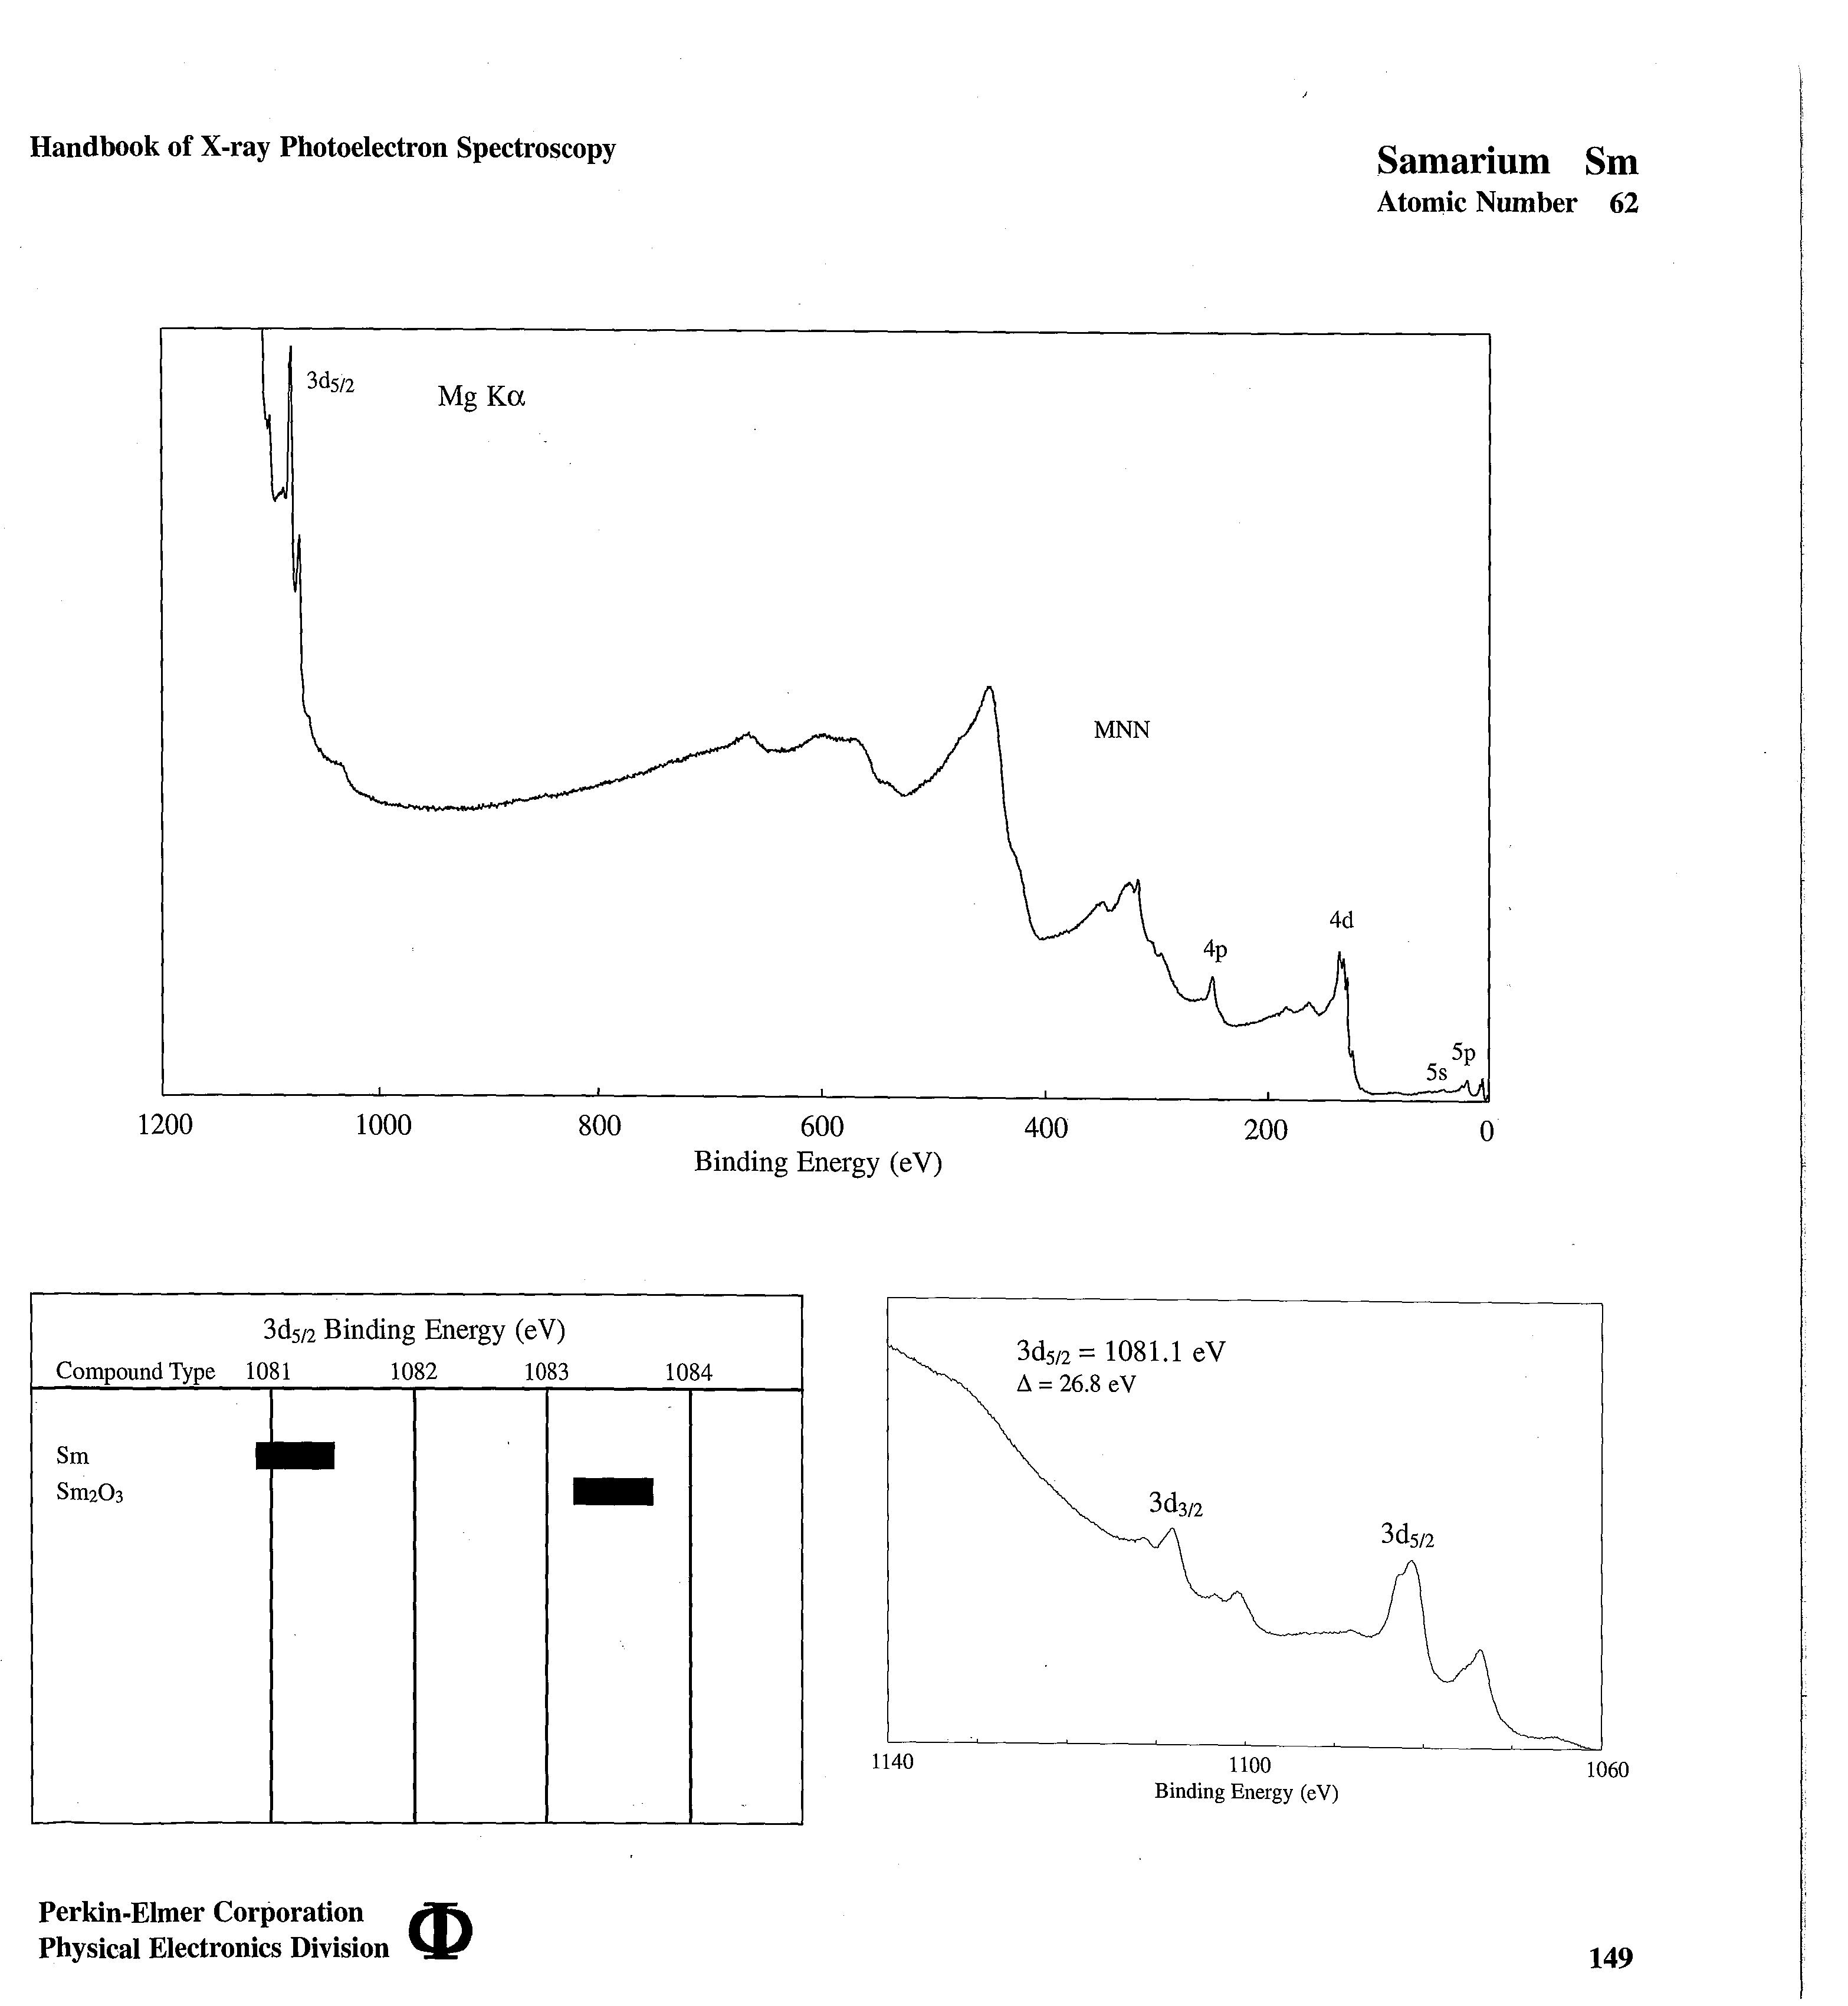 Handbook of X-ray Photoelectron Spectroscopy
Samarium Sm
Atomic Number 62
3d5/2
Mg Kα
MNN
4p
4d
5s
5p
1200 1000 800 600 400 200 0
Binding Energy (eV)
3d5/2 Binding Energy (eV)
Compound Type 1081 1082 1083 1084
Sm
Sm2O3
3d5/2 = 1081.1 eV
Δ = 26.8 eV
3d3/2
3d5/2
1140 1100 1060
Binding Energy (eV)
Perkin-Elmer Corporation
Physical Electronics Division
149